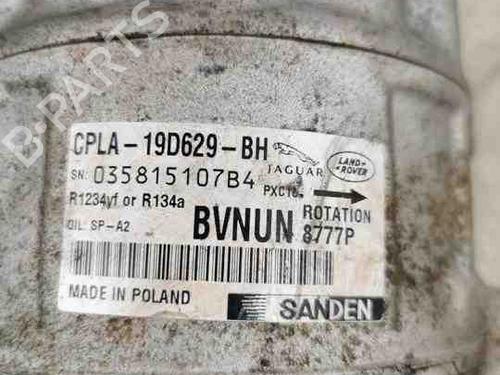 B-PARTS
CPLA-19D629-BH
JAGUAR
LAND-ROVER
SN: 035815107B4
R1234yf or R134a
ROTATION
OIL: SP-A2
BVNUN 8777P
MADE IN POLAND
SANDEN